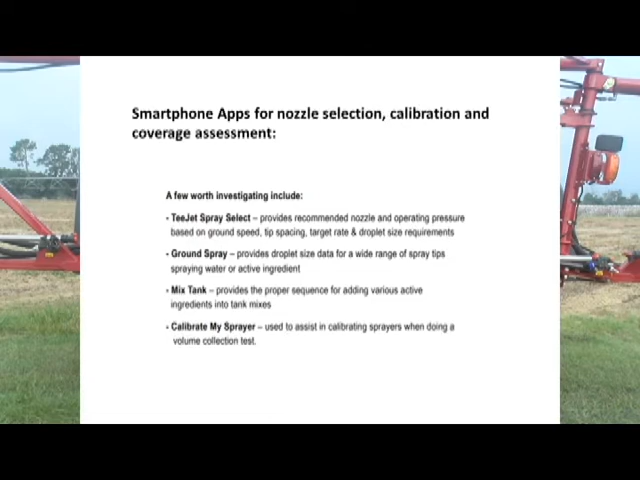 Smartphone Apps for nozzle selection, calibration and
coverage assessment:
A few worth investigating include:
- TeeJet Spray Select – provides recommended nozzle and operating pressure
based on ground speed, tip spacing, target rate & droplet size requirements
- Ground Spray – provides droplet size data for a wide range of spray tips
spraying water or active ingredient
- Mix Tank – provides the proper sequence for adding various active
ingredients into tank mixes
- Calibrate My Sprayer – used to assist in calibrating sprayers when doing a
volume collection test.